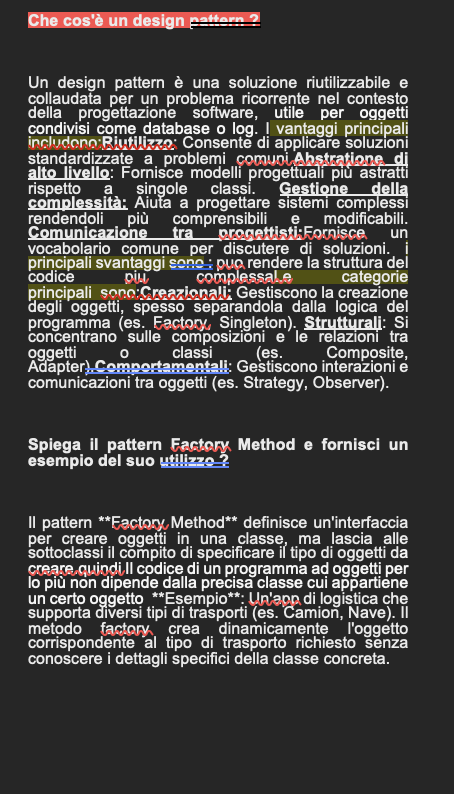 Che cos'è un design pattern ?
Un design pattern è una soluzione riutilizzabile e
collaudata per un problema ricorrente nel contesto
della progettazione software, utile per oggetti
condivisi come database o log. I vantaggi principali
includono:Riutilizzo: Consente di applicare soluzioni
standardizzate a problemi comuni.Abstratione di
alto livello: Fornisce modelli progettuali più astratti
rispetto a singole classi. Gestione della
complessità: Aiuta a progettare sistemi complessi
rendendoli più comprensibili e modificabili.
Comunicazione tra progettisti:Fornisce un
vocabolario comune per discutere di soluzioni. i
principali svantaggi sono : puo rendere la struttura del
codice piu complessaLe categorie
principali sono:Creazionali: Gestiscono la creazione
degli oggetti, spesso separandola dalla logica del
programma (es. Factory, Singleton). Strutturali: Si
concentrano sulle composizioni e le relazioni tra
oggetti o classi (es. Composite,
Adapter).Comportamentali: Gestiscono interazioni e
comunicazioni tra oggetti (es. Strategy, Observer).
Spiega il pattern Factory Method e fornisci un
esempio del suo utilizzo ?
Il pattern **Factory Method** definisce un'interfaccia
per creare oggetti in una classe, ma lascia alle
sottoclassi il compito di specificare il tipo di oggetti da
creare.quindi Il codice di un programma ad oggetti per
lo più non dipende dalla precisa classe cui appartiene
un certo oggetto **Esempio**: Un'app di logistica che
supporta diversi tipi di trasporti (es. Camion, Nave). Il
metodo factory crea dinamicamente l'oggetto
corrispondente al tipo di trasporto richiesto senza
conoscere i dettagli specifici della classe concreta.